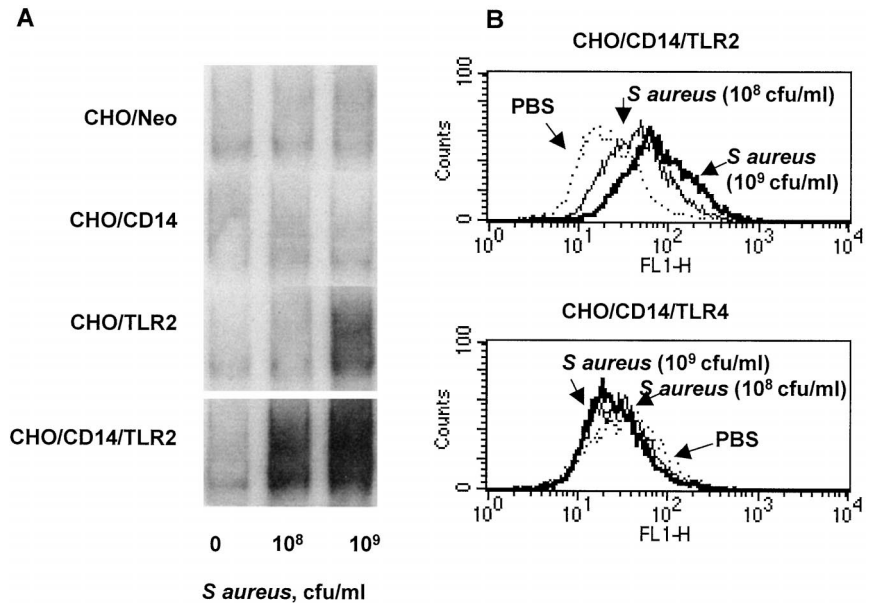 A
CHO/Neo
CHO/CD14
CHO/TLR2
CHO/CD14/TLR2
0 10⁸ 10⁹
S aureus, cfu/ml
B
CHO/CD14/TLR2
100
Counts
0
PBS
S aureus (10⁸ cfu/ml)
S aureus
(10⁹ cfu/ml)
10⁰ 10¹ 10² 10³ 10⁴
FL1-H
CHO/CD14/TLR4
100
Counts
0
S aureus (10⁹ cfu/ml)
S aureus (10⁸ cfu/ml)
PBS
10⁰ 10¹ 10² 10³ 10⁴
FL1-H